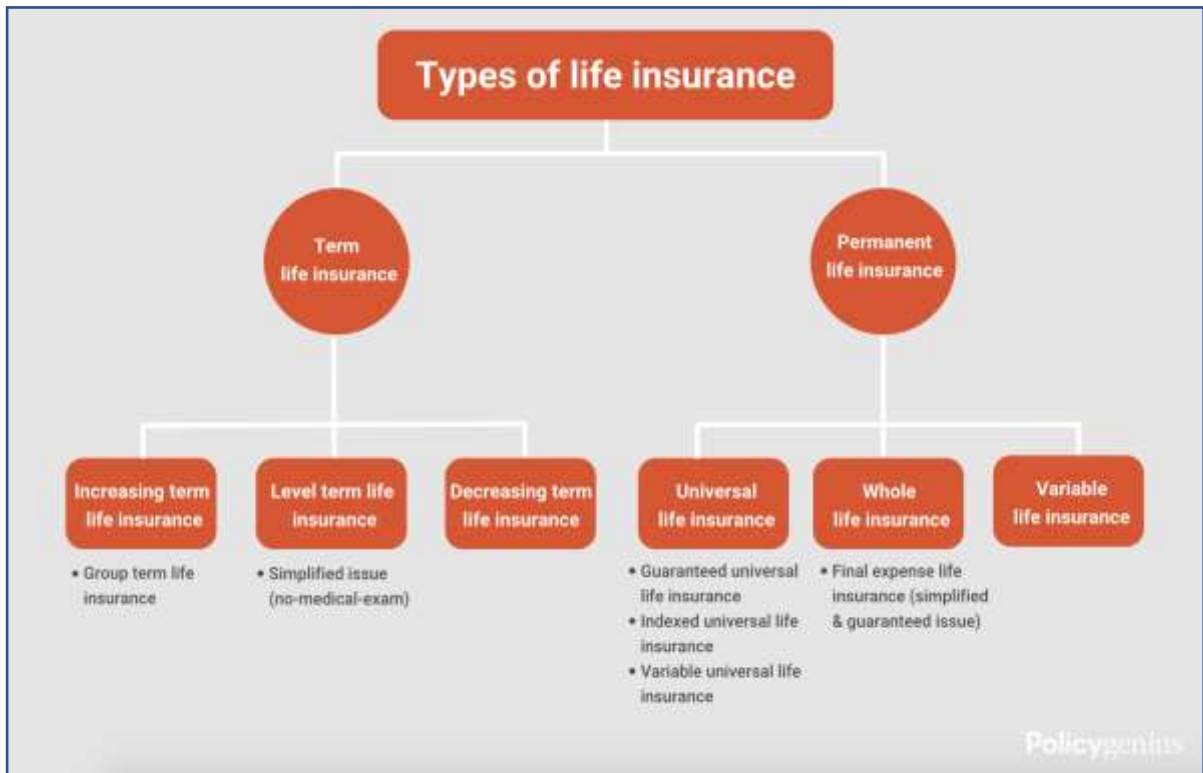 Types of life insurance
Term
life insurance
Permanent
life insurance
Increasing term
life insurance
Level term life
insurance
Decreasing term
life insurance
Universal
life insurance
Whole
life insurance
Variable
life insurance
• Group term life
insurance
• Simplified issue
(no-medical-exam)
• Guaranteed universal
life insurance
• Indexed universal life
insurance
• Variable universal life
insurance
• Final expense life
insurance (simplified
& guaranteed issue)
Policygenius